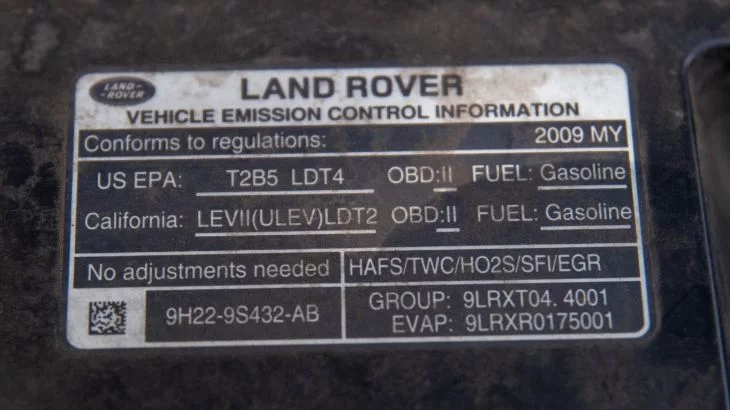 LAND-
-ROVER
LAND ROVER
VEHICLE EMISSION CONTROL INFORMATION
Conforms to regulations: 2009 MY
US EPA: T2B5 LDT4 OBD:II FUEL: Gasoline
California: LEVII(ULEV)LDT2 OBD:II FUEL: Gasoline
No adjustments needed HAFS/TWC/HO2S/SFI/EGR
9H22-9S432-AB
GROUP: 9LRXT04.4001
EVAP: 9LRXR0175001